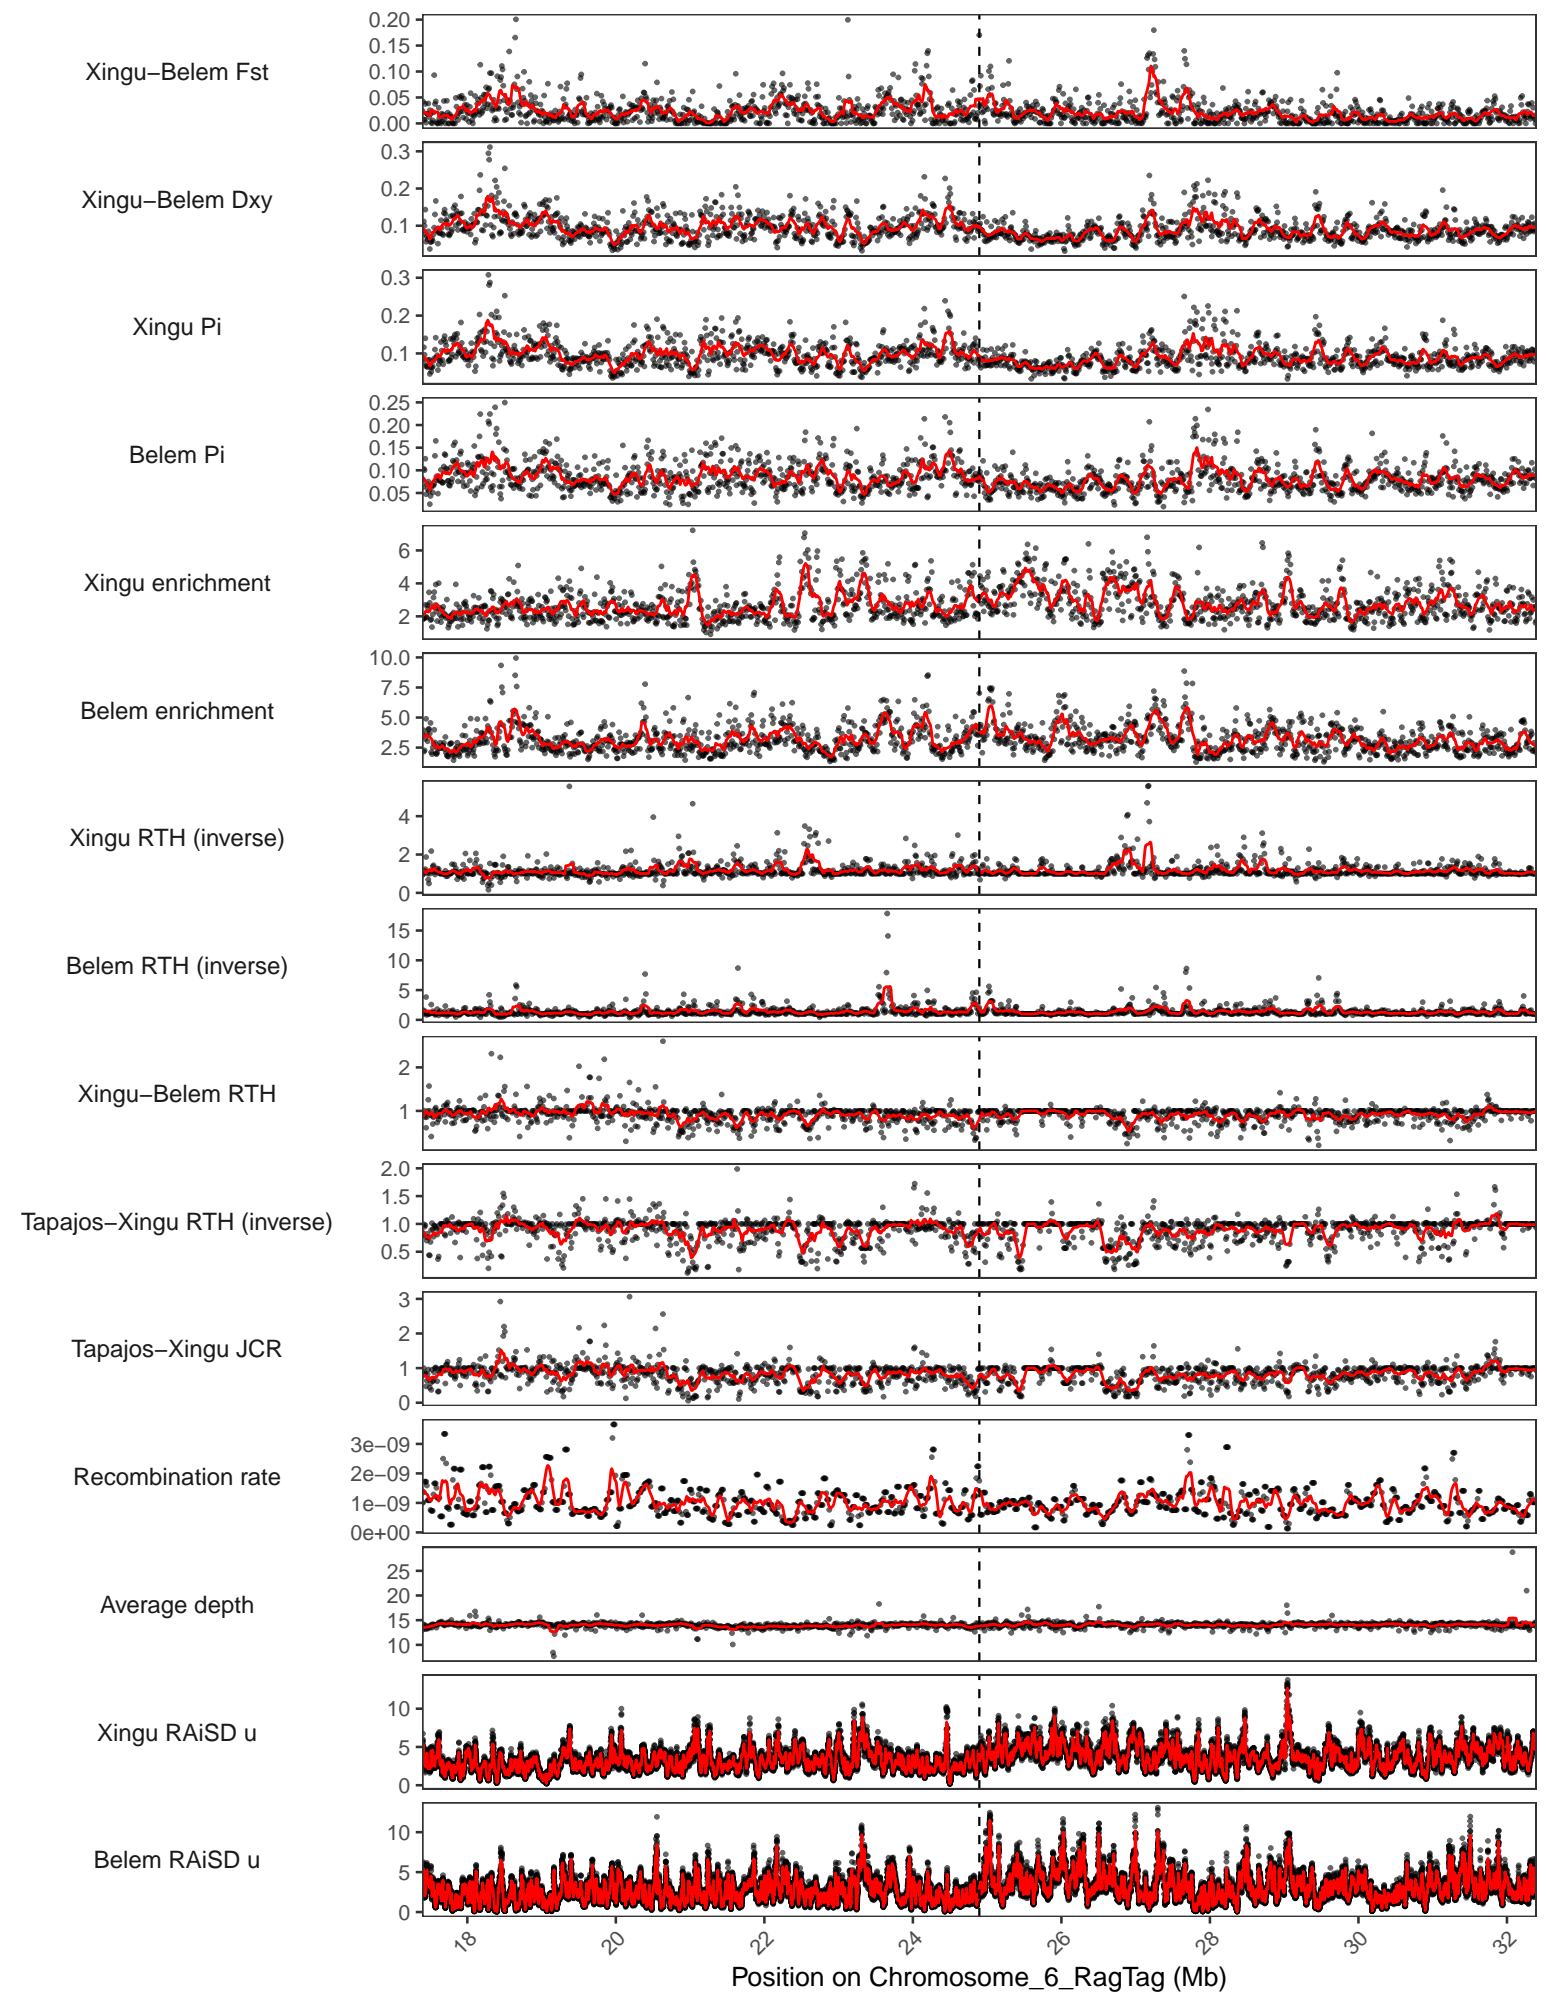 Xingu−Belem Fst
0.20
0.15
0.10
0.05
0.00
Xingu−Belem Dxy
0.3
0.2
0.1
Xingu Pi
0.3
0.2
0.1
Belem Pi
0.25
0.20
0.15
0.10
0.05
Xingu enrichment
6
4
2
Belem enrichment
10.0
7.5
5.0
2.5
Xingu RTH (inverse)
4
2
0
Belem RTH (inverse)
15
10
5
0
Xingu−Belem RTH
2
1
Tapajos−Xingu RTH (inverse)
2.0
1.5
1.0
0.5
Tapajos−Xingu JCR
3
2
1
0
Recombination rate
3e−09
2e−09
1e−09
0e+00
Average depth
25
20
15
10
Xingu RAiSD u
10
5
0
Belem RAiSD u
10
5
0
18 20 22 24 26 28 30 32
Position on Chromosome_6_RagTag (Mb)